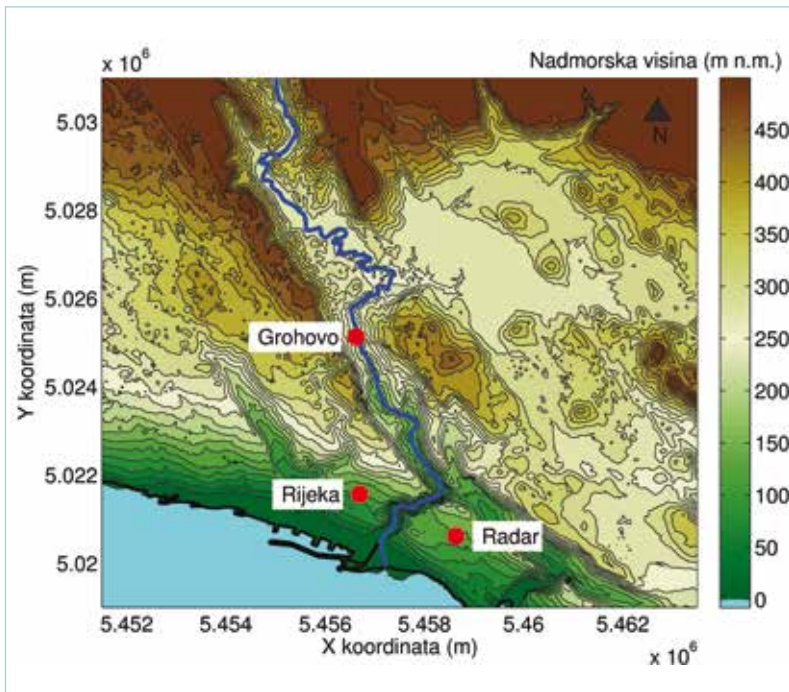 x 10⁶
Nadmorska visina (m n.m.)
N
5.03
5.028
5.026
5.024
5.022
5.02
Y koordinata (m)
Grohovo
Rijeka
Radar
450
400
350
300
250
200
150
100
50
0
5.452 5.454 5.456 5.458 5.46 5.462
X koordinata (m)
x 10⁶